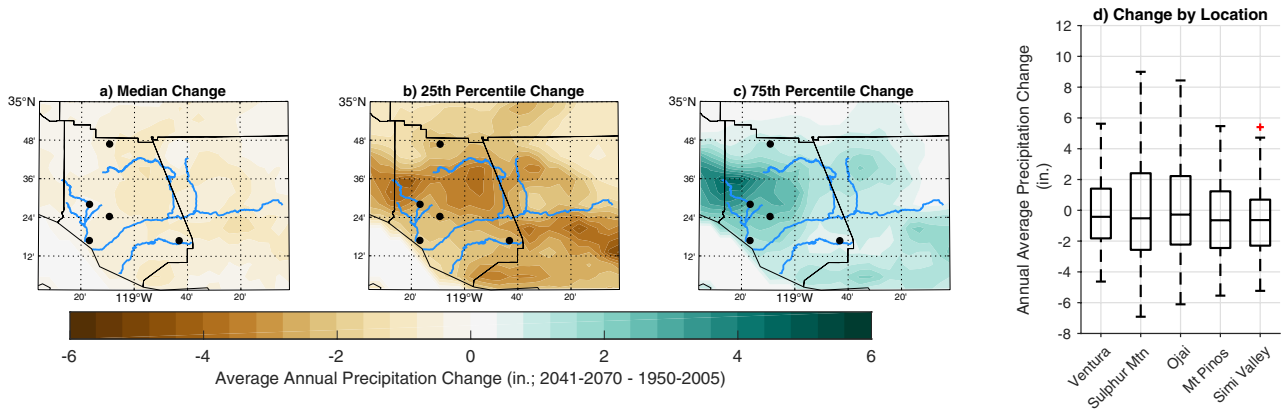 a) Median Change
35°N
48'
36'
24'
12'
20'
119°W
40'
20'
b) 25th Percentile Change
35°N
48'
36'
24'
12'
20'
119°W
40'
20'
c) 75th Percentile Change
35°N
48'
36'
24'
12'
20'
119°W
40'
20'
-6
-4
-2
0
2
4
6
Average Annual Precipitation Change (in.; 2041-2070 - 1950-2005)
d) Change by Location
Annual Average Precipitation Change
(in.)
12
10
8
6
4
2
0
-2
-4
-6
-8
Ventura
Sulphur Mtn
Ojai
Mt Pinos
Simi Valley